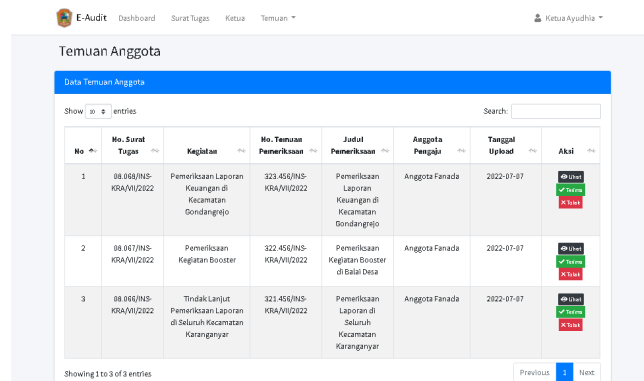 E-Audit Dashboard Surat Tugas Ketua Temuan Ketua Ayudhia
Temuan Anggota
Data Temuan Anggota
Show 10 entries Search:
No No. Surat Tugas Kegiatan No. Temuan Pemeriksaan Judul Pemeriksaan Anggota Pengaju Tanggal Upload Aksi
1 08.068/INS-KRA/VII/2022 Pemeriksaan Laporan Keuangan di Kecamatan Gondangrejo 323.456/INS-KRA/VII/2022 Pemeriksaan Laporan Keuangan di Kecamatan Gondangrejo Anggota Fanada 2022-07-07 Lihat Terima Tolak
2 08.067/INS-KRA/VII/2022 Pemeriksaan Kegiatan Booster 322.456/INS-KRA/VII/2022 Pemeriksaan Kegiatan Booster di Balai Desa Anggota Fanada 2022-07-07 Lihat Terima Tolak
3 08.066/INS-KRA/VII/2022 Tindak Lanjut Pemeriksaan Laporan di Seluruh Kecamatan Karanganyar 321.456/INS-KRA/VII/2022 Pemeriksaan Laporan di Seluruh Kecamatan Karanganyar Anggota Fanada 2022-07-07 Lihat Terima Tolak
Showing 1 to 3 of 3 entries Previous 1 Next